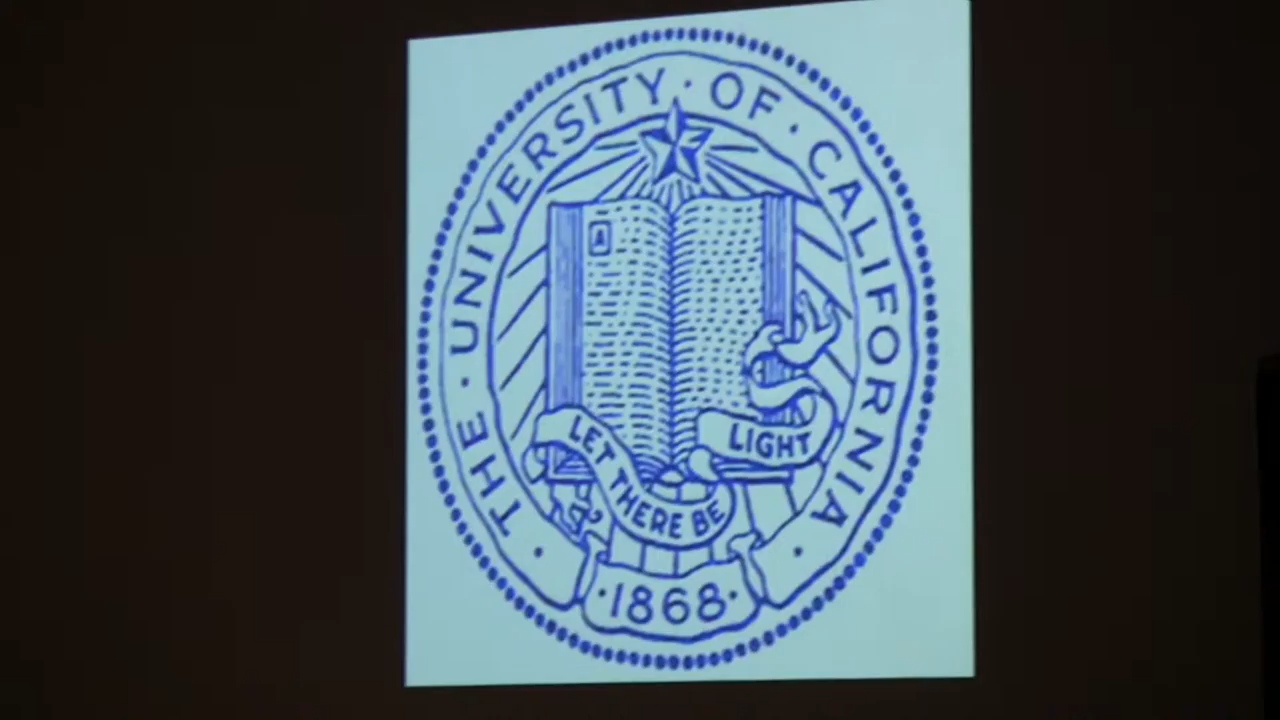 · THE · UNIVERSITY · OF · CALIFORNIA ·
A
LET THERE BE
LIGHT
·1868·